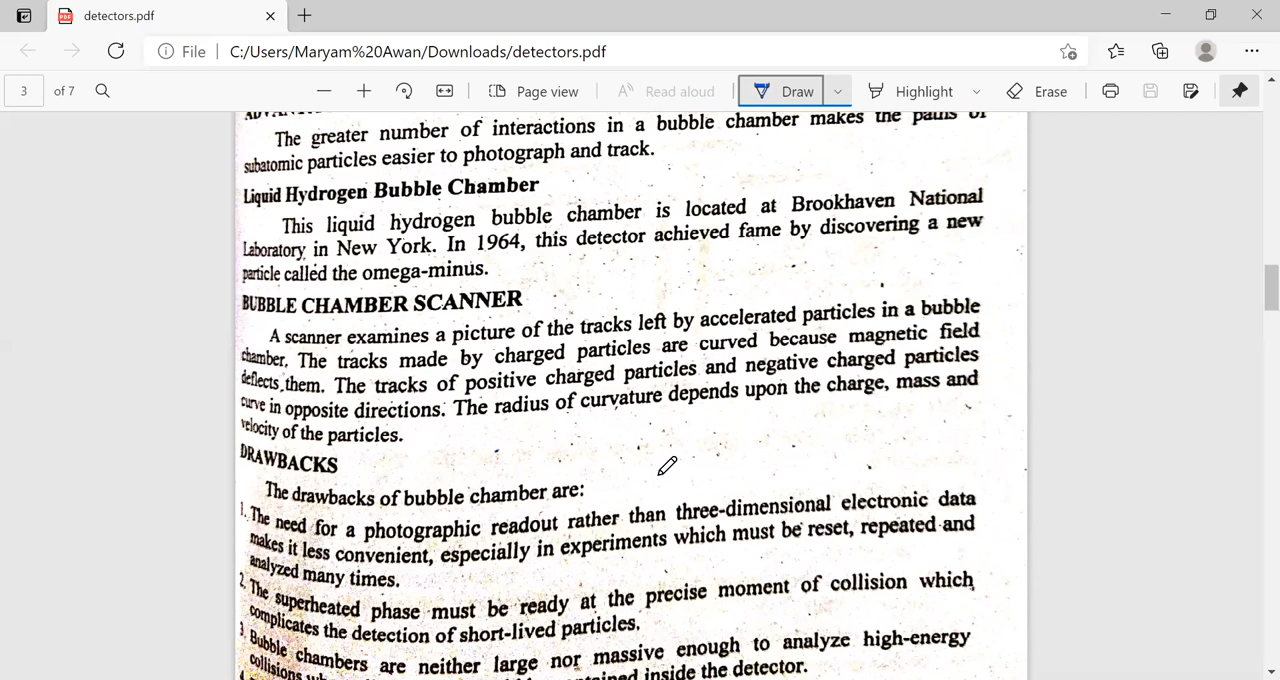 detectors.pdf
File
C:/Users/Maryam%20Awan/Downloads/detectors.pdf
3 of 7
Page view
Read aloud
Draw
Highlight
Erase
The greater number of interactions in a bubble chamber makes the paths of
subatomic particles easier to photograph and track.
Liquid Hydrogen Bubble Chamber
This liquid hydrogen bubble chamber is located at Brookhaven National
Laboratory in New York. In 1964, this detector achieved fame by discovering a new
particle called the omega-minus.
BUBBLE CHAMBER SCANNER
A scanner examines a picture of the tracks left by accelerated particles in a bubble
chamber. The tracks made by charged particles are curved because magnetic field
deflects them. The tracks of positive charged particles and negative charged particles
curve in opposite directions. The radius of curvature depends upon the charge, mass and
velocity of the particles.
DRAWBACKS
The drawbacks of bubble chamber are:
1. The need for a photographic readout rather than three-dimensional electronic data
makes it less convenient, especially in experiments which must be reset, repeated and
analyzed many times.
2. The superheated phase must be ready at the precise moment of collision which
complicates the detection of short-lived particles.
3. Bubble chambers are neither large nor massive enough to analyze high-energy
collisions inside the detector.